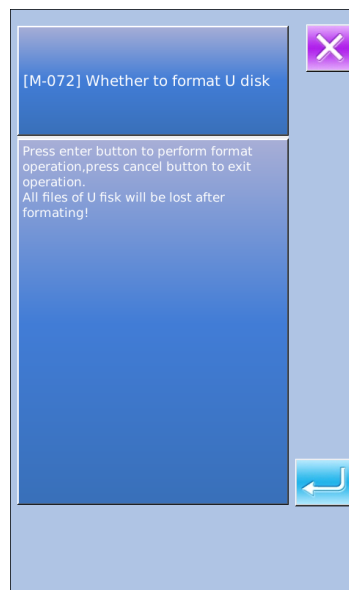 [M-072] Whether to format U disk
Press enter button to perform format
operation,press cancel button to exit
operation.
All files of U fisk will be lost after
formating!